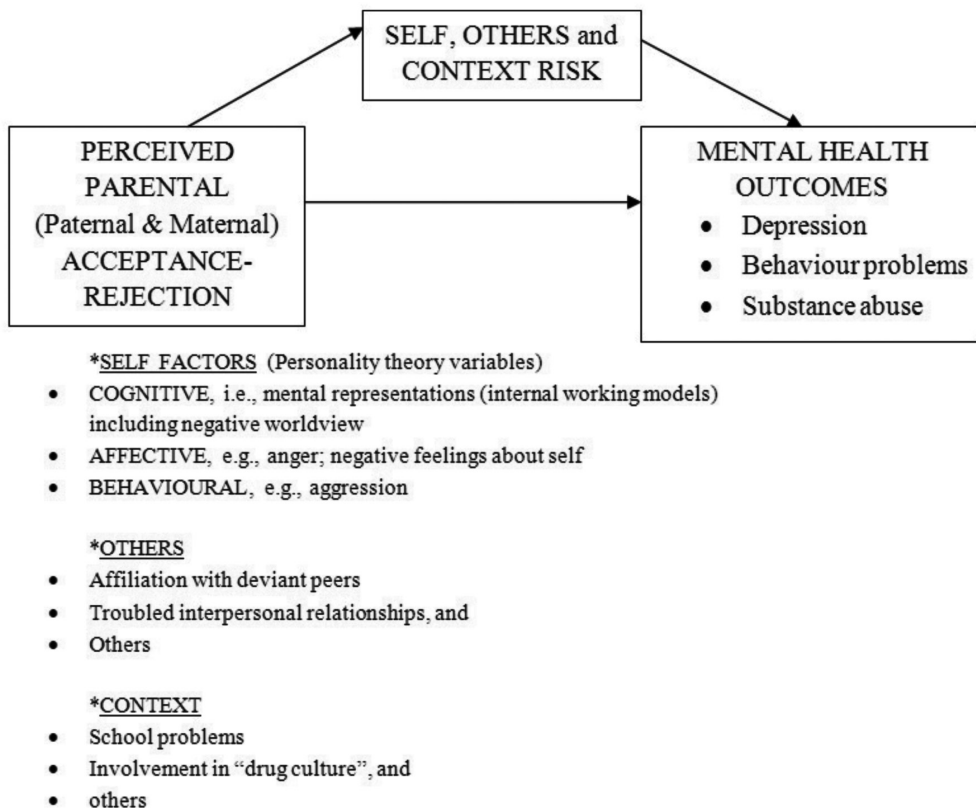 SELF, OTHERS and
CONTEXT RISK
PERCEIVED
PARENTAL
(Paternal & Maternal)
ACCEPTANCE-
REJECTION
MENTAL HEALTH
OUTCOMES
• Depression
• Behaviour problems
• Substance abuse
*SELF FACTORS (Personality theory variables)
• COGNITIVE, i.e., mental representations (internal working models)
including negative worldview
• AFFECTIVE, e.g., anger; negative feelings about self
• BEHAVIOURAL, e.g., aggression
*OTHERS
• Affiliation with deviant peers
• Troubled interpersonal relationships, and
• Others
*CONTEXT
• School problems
• Involvement in “drug culture”, and
• others